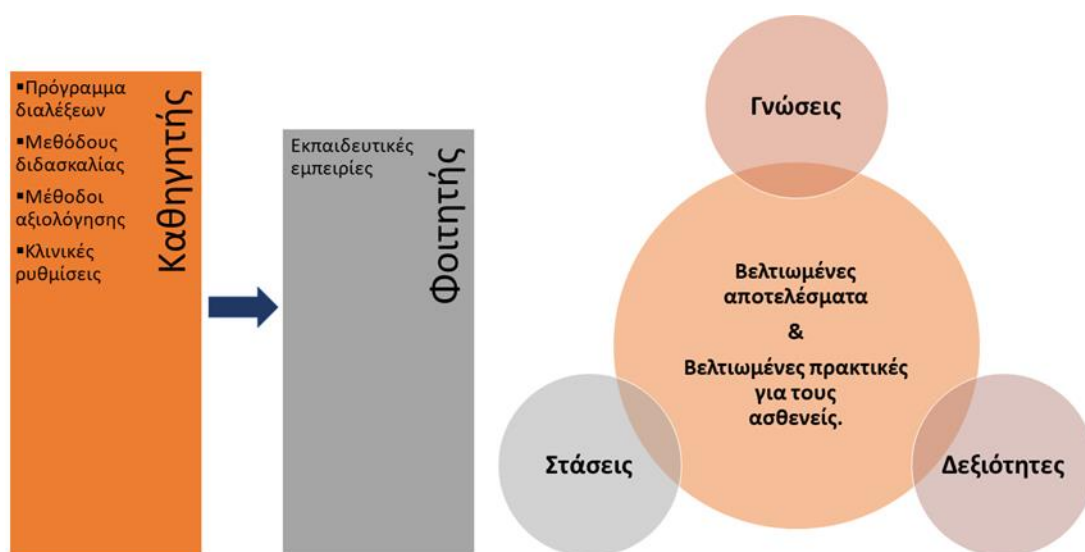 ▪Πρόγραμμα
διαλέξεων
▪Μεθόδους
διδασκαλίας
▪Μέθοδοι
αξιολόγησης
▪Κλινικές
ρυθμίσεις
Καθηγητής
Εκπαιδευτικές
εμπειρίες
Φοιτητής
Γνώσεις
Βελτιωμένες
αποτελέσματα
&
Βελτιωμένες πρακτικές
για τους
ασθενείς.
Στάσεις
Δεξιότητες